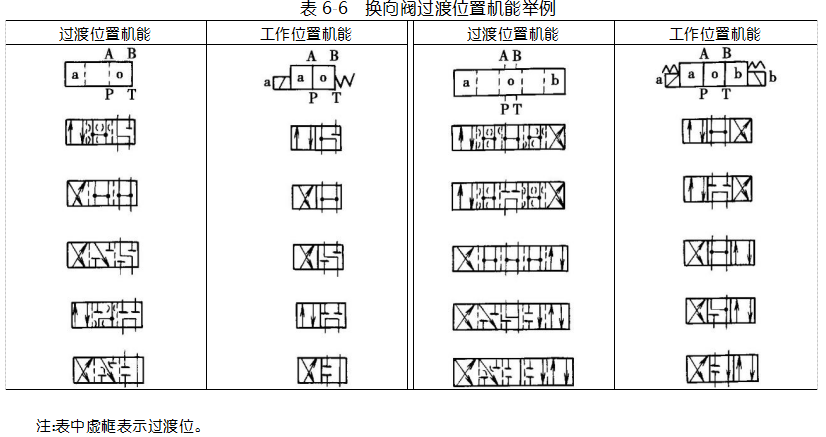 表 6-6 换向阀过渡位置机能举例
过渡位置机能 工作位置机能 过渡位置机能 工作位置机能
A B A B A B A B
a o a a o a o b a a o b b
P T P T P T P T
注:表中虚框表示过渡位。